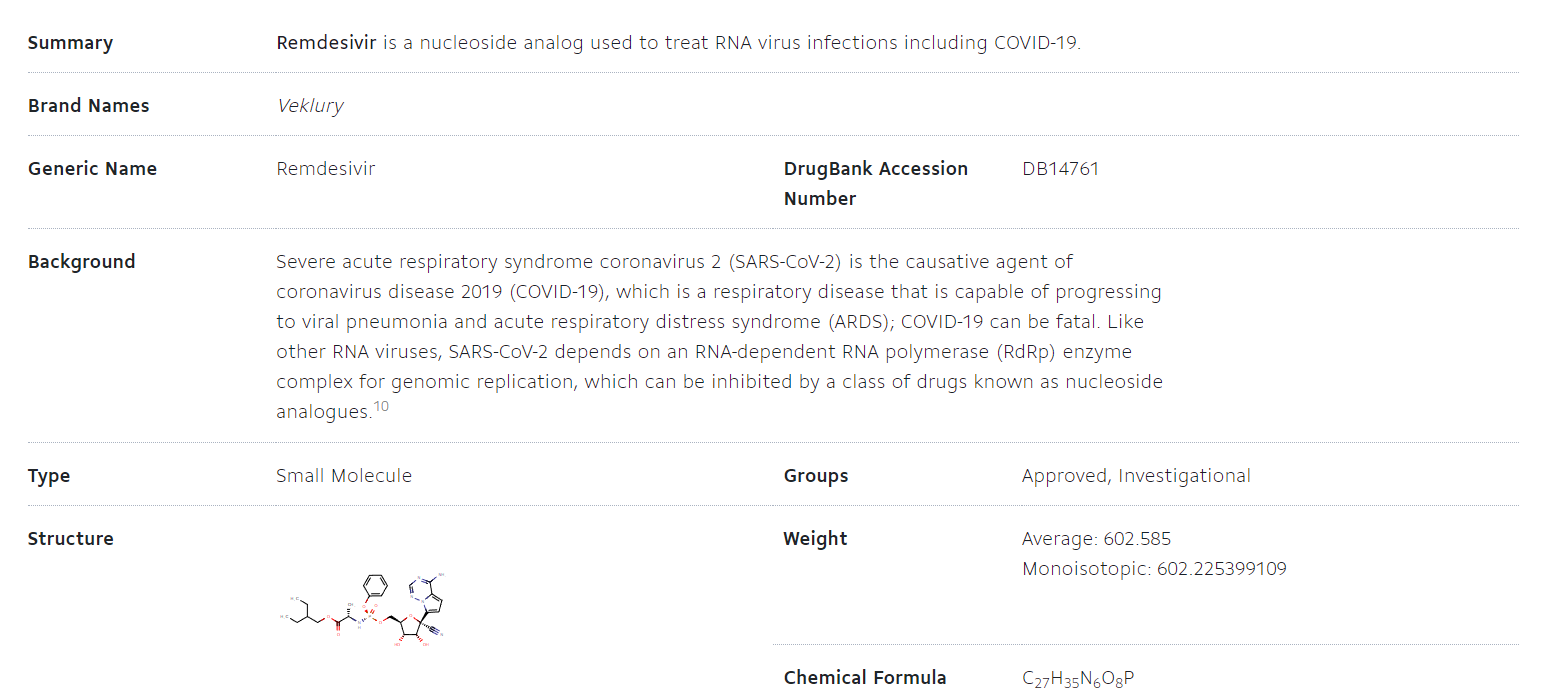 Summary
Remdesivir is a nucleoside analog used to treat RNA virus infections including COVID-19.
Brand Names
Veklury
Generic Name
Remdesivir
DrugBank Accession
Number
DB14761
Background
Severe acute respiratory syndrome coronavirus 2 (SARS-CoV-2) is the causative agent of
coronavirus disease 2019 (COVID-19), which is a respiratory disease that is capable of progressing
to viral pneumonia and acute respiratory distress syndrome (ARDS); COVID-19 can be fatal. Like
other RNA viruses, SARS-CoV-2 depends on an RNA-dependent RNA polymerase (RdRp) enzyme
complex for genomic replication, which can be inhibited by a class of drugs known as nucleoside
analogues.10
Type
Small Molecule
Groups
Approved, Investigational
Structure
Weight
Average: 602.585
Monoisotopic: 602.225399109
Chemical Formula
C27H35N6O8P